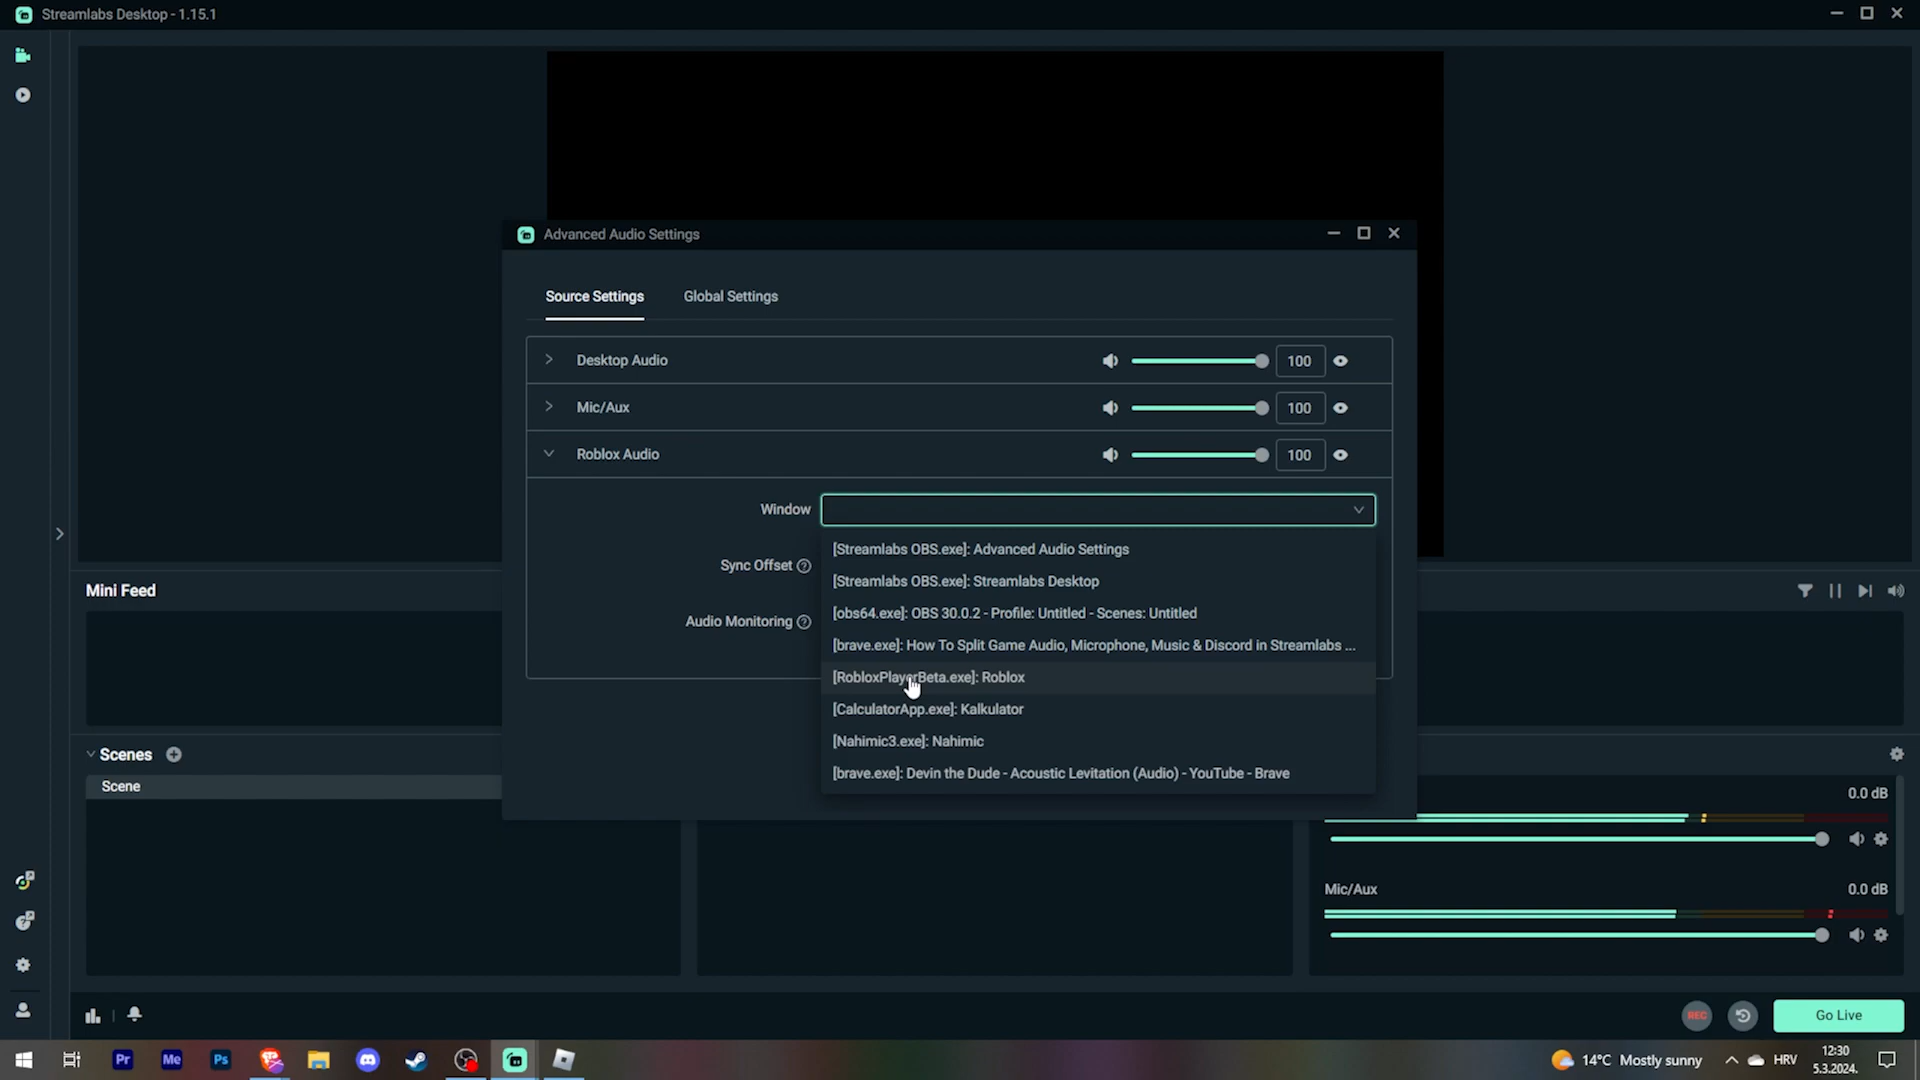 Streamlabs Desktop - 1.15.1
Advanced Audio Settings
Source Settings
Global Settings
Desktop Audio
100
Mic/Aux
100
Roblox Audio
100
Window
[Streamlabs OBS.exe]: Advanced Audio Settings
Sync Offset
[Streamlabs OBS.exe]: Streamlabs Desktop
[obs64.exe]: OBS 30.0.2 - Profile: Untitled - Scenes: Untitled
Audio Monitoring
[brave.exe]: How To Split Game Audio, Microphone, Music & Discord in Streamlabs ...
[RobloxPlayerBeta.exe]: Roblox
[CalculatorApp.exe]: Kalkulator
[Nahimic3.exe]: Nahimic
[brave.exe]: Devin the Dude - Acoustic Levitation (Audio) - YouTube - Brave
Mini Feed
Scenes
Scene
0.0 dB
Mic/Aux
0.0 dB
REC
Go Live
Pr
Me
Ps
14°C Mostly sunny
HRV
12:30
5.3.2024.